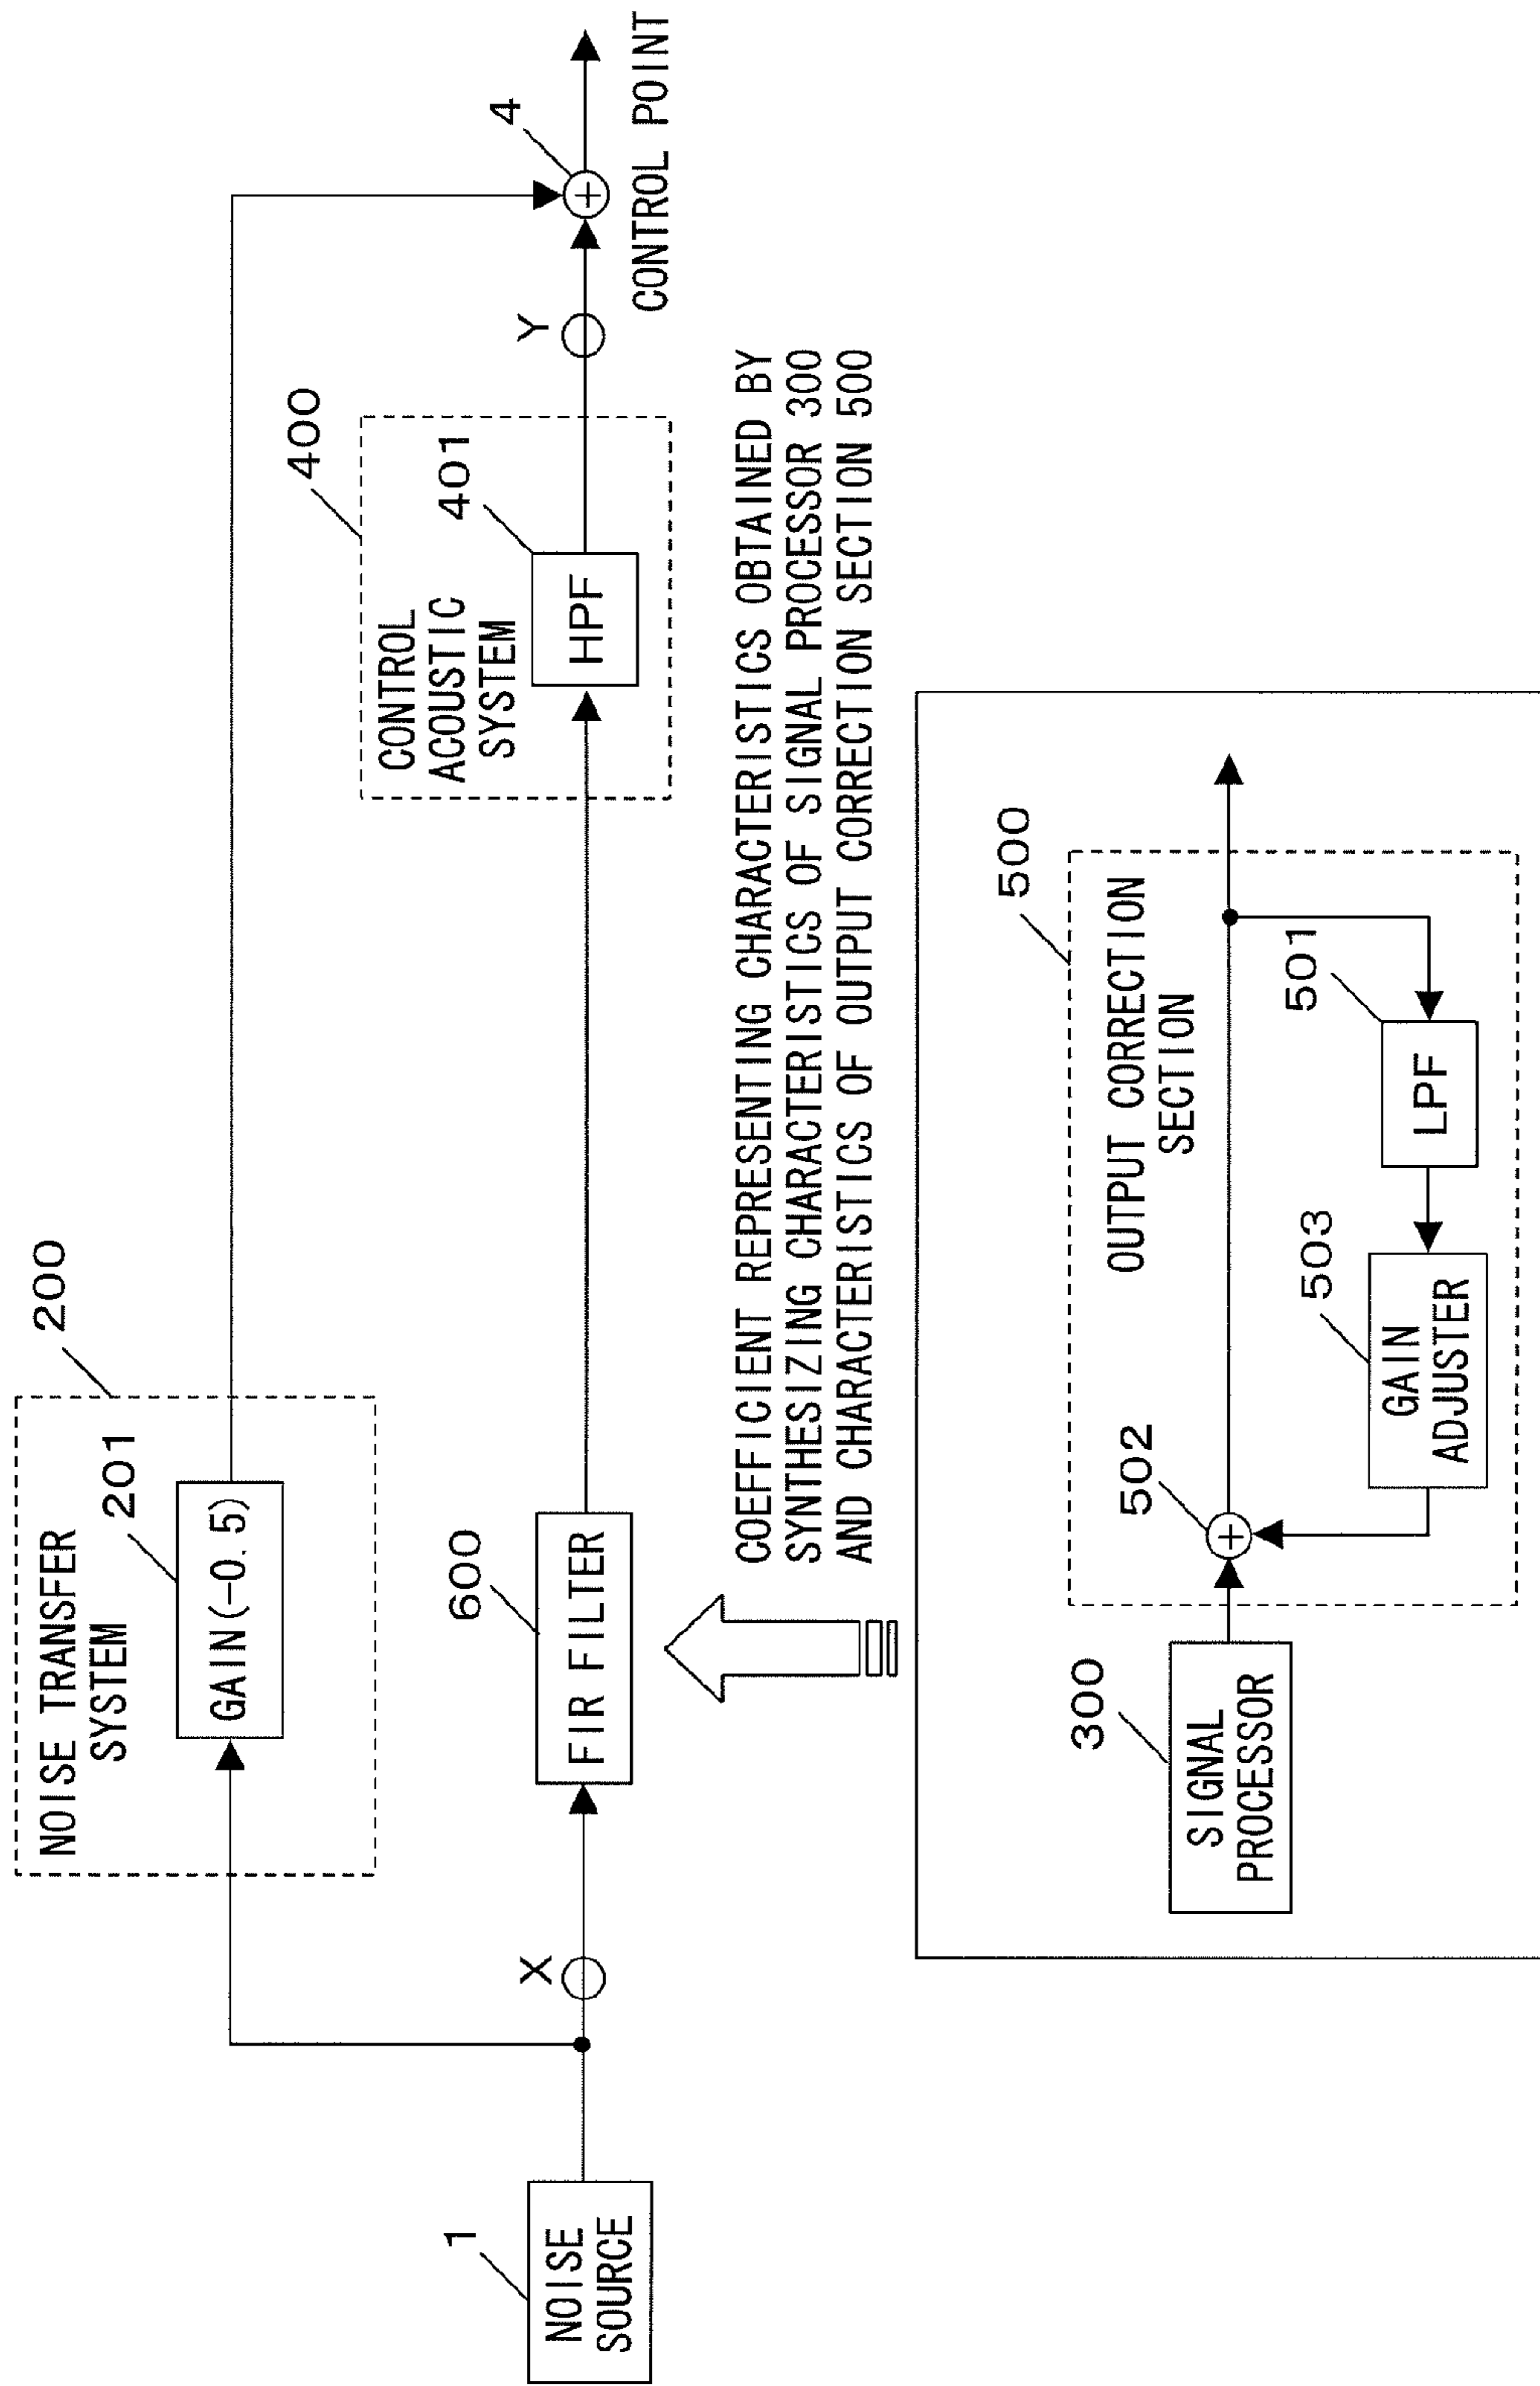 200
NOISE TRANSFER
SYSTEM
201
GAIN(-0.5)
1
NOISE
SOURCE
X
600
FIR FILTER
400
CONTROL
ACOUSTIC
SYSTEM
401
HPF
Y
4
CONTROL POINT
COEFFICIENT REPRESENTING CHARACTERISTICS OBTAINED BY
SYNTHESIZING CHARACTERISTICS OF SIGNAL PROCESSOR 300
AND CHARACTERISTICS OF OUTPUT CORRECTION SECTION 500
300
SIGNAL
PROCESSOR
500
OUTPUT CORRECTION
SECTION
502
503
GAIN
ADJUSTER
501
LPF